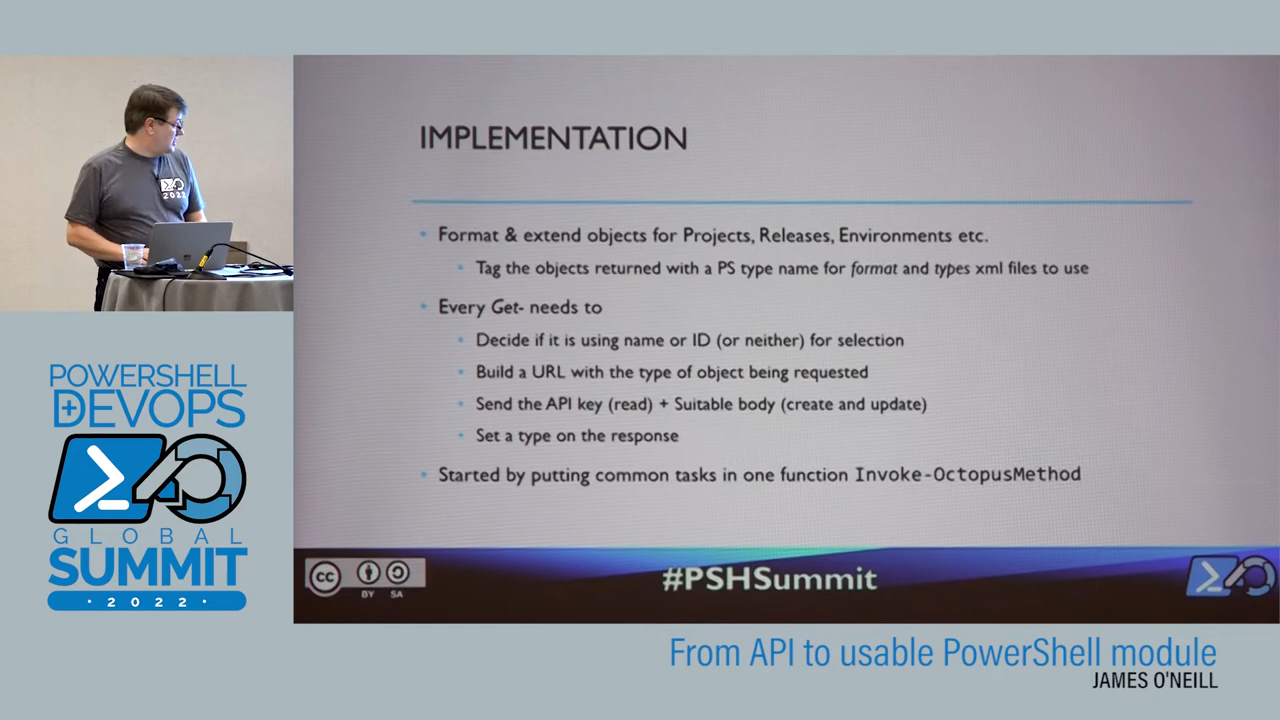 IMPLEMENTATION
Format & extend objects for Projects, Releases, Environments etc.
Tag the objects returned with a PS type name for format and types xml files to use
Every Get- needs to
Decide if it is using name or ID (or neither) for selection
Build a URL with the type of object being requested
Send the API key (read) + Suitable body (create and update)
Set a type on the response
Started by putting common tasks in one function Invoke-OctopusMethod
cc
BY SA
#PSHSummit
2022
POWERSHELL
+DEVOPS
GLOBAL
SUMMIT
· 2022 ·
From API to usable PowerShell module
JAMES O'NEILL